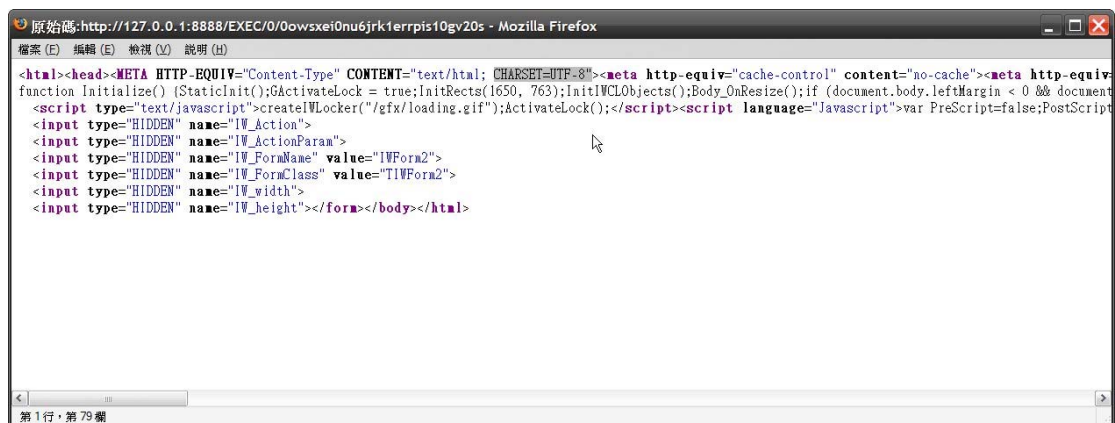 原始碼:http://127.0.0.1:8888/EXEC/0/0owsxei0nu6jrk1errpis10gv20s - Mozilla Firefox
檔案(F) 編輯(E) 檢視(V) 說明(H)
<html><head><META HTTP-EQUIV="Content-Type" CONTENT="text/html; CHARSET=UTF-8"><meta http-equiv="cache-control" content="no-cache"><meta http-equiv=
function Initialize() {StaticInit();GActivateLock = true;InitRects(1650, 763);InitIWCLObjects();Body_OnResize();if (document.body.leftMargin < 0 && document
<script type="text/javascript">createIWLocker("/gfx/loading.gif");ActivateLock();</script><script language="Javascript">var PreScript=false;PostScript
<input type="HIDDEN" name="IW_Action">
<input type="HIDDEN" name="IW_ActionParam">
<input type="HIDDEN" name="IW_FormName" value="IWForm2">
<input type="HIDDEN" name="IW_FormClass" value="TIWForm2">
<input type="HIDDEN" name="IW_width">
<input type="HIDDEN" name="IW_height"></form></body></html>
第1行,第79欄